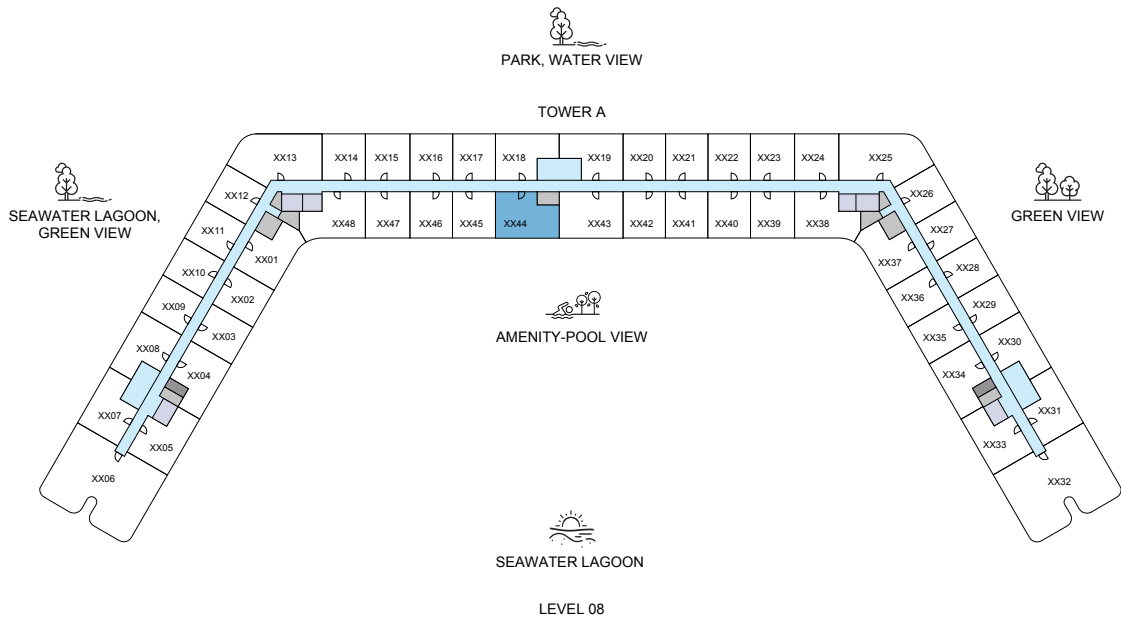 PARK, WATER VIEW
TOWER A
XX13
XX14
XX15
XX16
XX17
XX18
XX19
XX20
XX21
XX22
XX23
XX24
XX25
SEAWATER LAGOON,
GREEN VIEW
XX12
XX26
GREEN VIEW
XX11
XX48
XX47
XX46
XX45
XX44
XX43
XX42
XX41
XX40
XX39
XX38
XX27
XX01
XX37
XX10
XX28
XX02
XX36
XX09
XX29
XX03
XX35
AMENITY-POOL VIEW
XX08
XX30
XX04
XX34
XX07
XX31
XX05
XX33
XX06
XX32
SEAWATER LAGOON
LEVEL 08